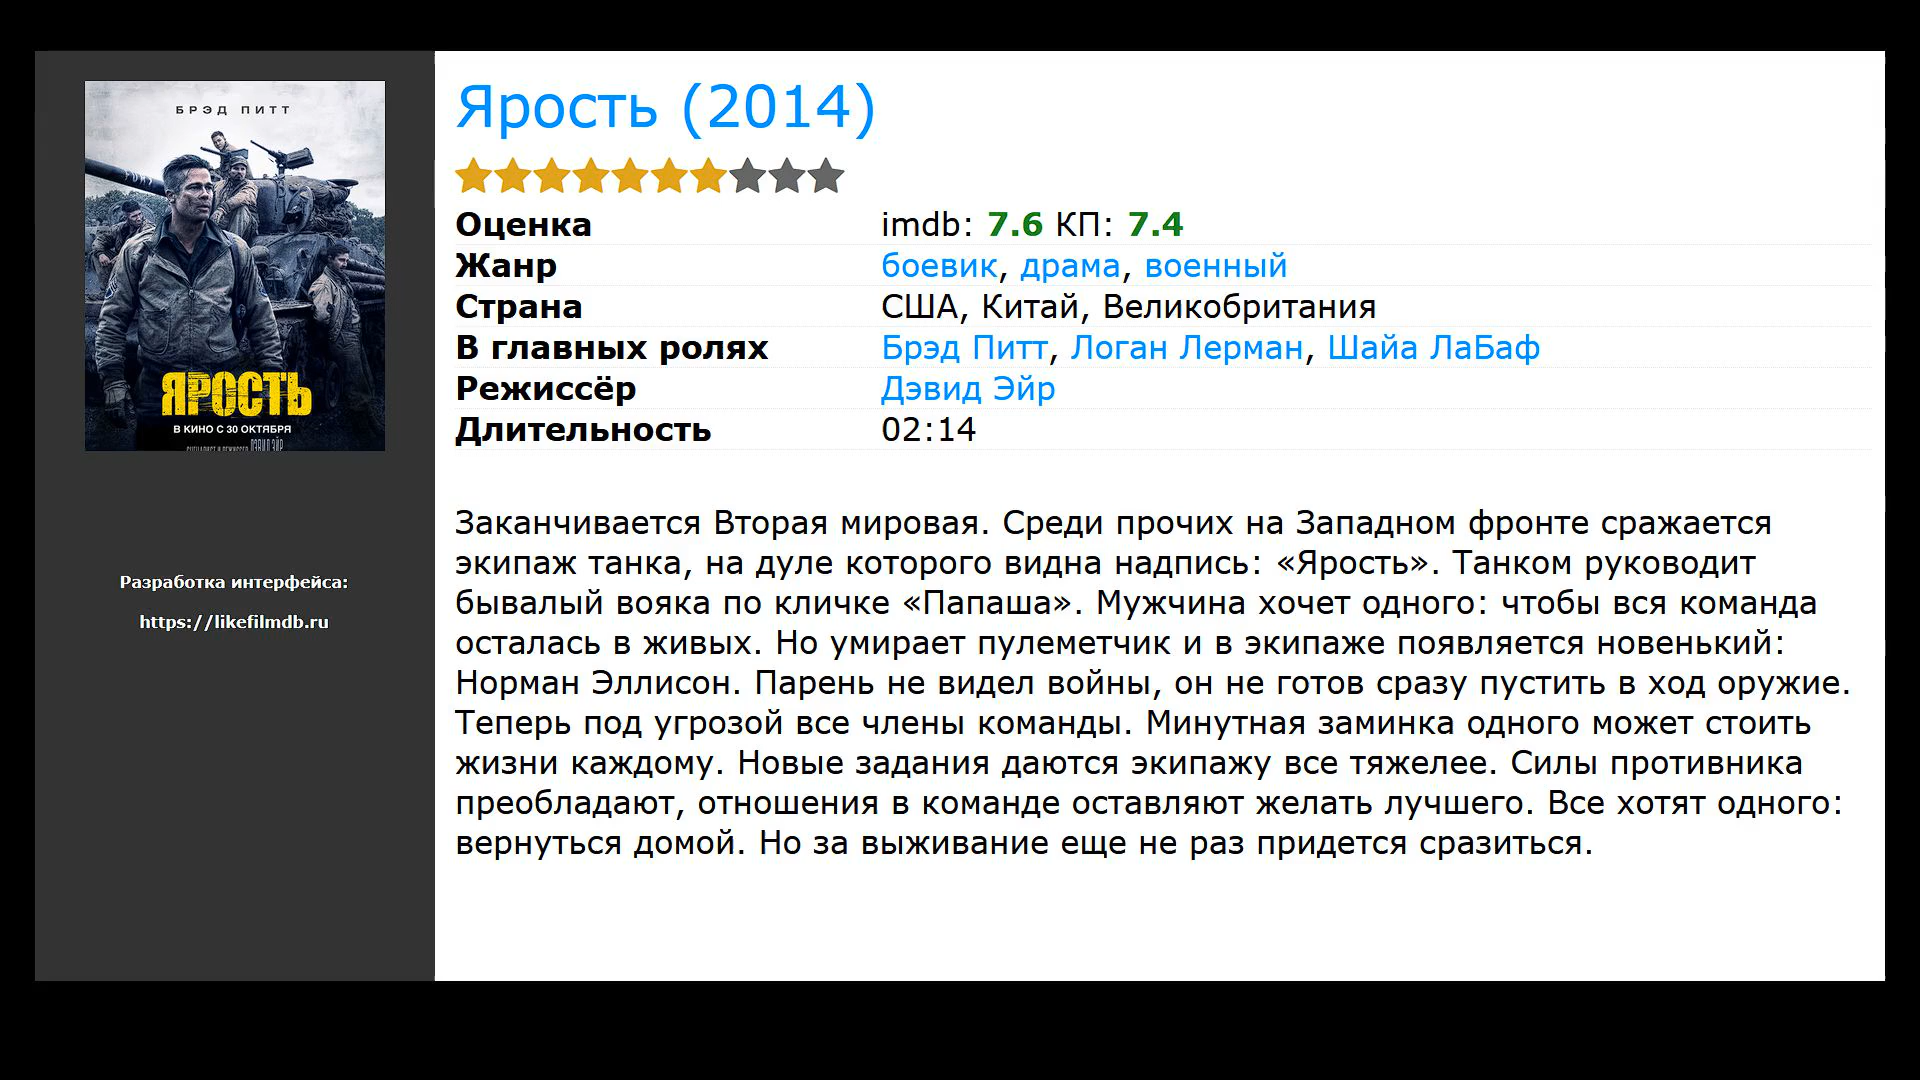 БРЭД ПИТТ
ЯРОСТЬ
В КИНО С 30 ОКТЯБРЯ
Разработка интерфейса:
https://likefilmdb.ru
Ярость (2014)
Оценка imdb: 7.6 КП: 7.4
Жанр боевик, драма, военный
Страна США, Китай, Великобритания
В главных ролях Брэд Питт, Логан Лерман, Шайа ЛаБаф
Режиссёр Дэвид Эйр
Длительность 02:14
Заканчивается Вторая мировая. Среди прочих на Западном фронте сражается
экипаж танка, на дуле которого видна надпись: «Ярость». Танком руководит
бывалый вояка по кличке «Папаша». Мужчина хочет одного: чтобы вся команда
осталась в живых. Но умирает пулеметчик и в экипаже появляется новенький:
Норман Эллисон. Парень не видел войны, он не готов сразу пустить в ход оружие.
Теперь под угрозой все члены команды. Минутная заминка одного может стоить
жизни каждому. Новые задания даются экипажу все тяжелее. Силы противника
преобладают, отношения в команде оставляют желать лучшего. Все хотят одного:
вернуться домой. Но за выживание еще не раз придется сразиться.